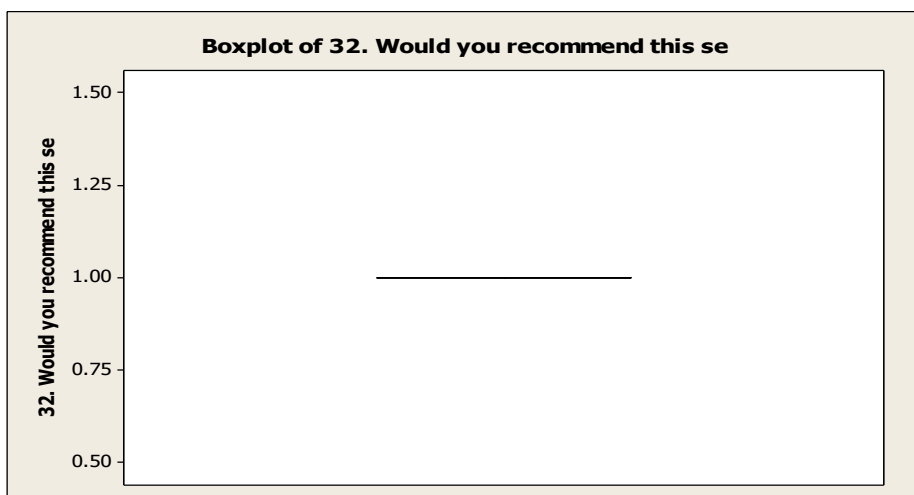 Boxplot of 32. Would you recommend this se
32. Would you recommend this se
1.50
1.25
1.00
0.75
0.50